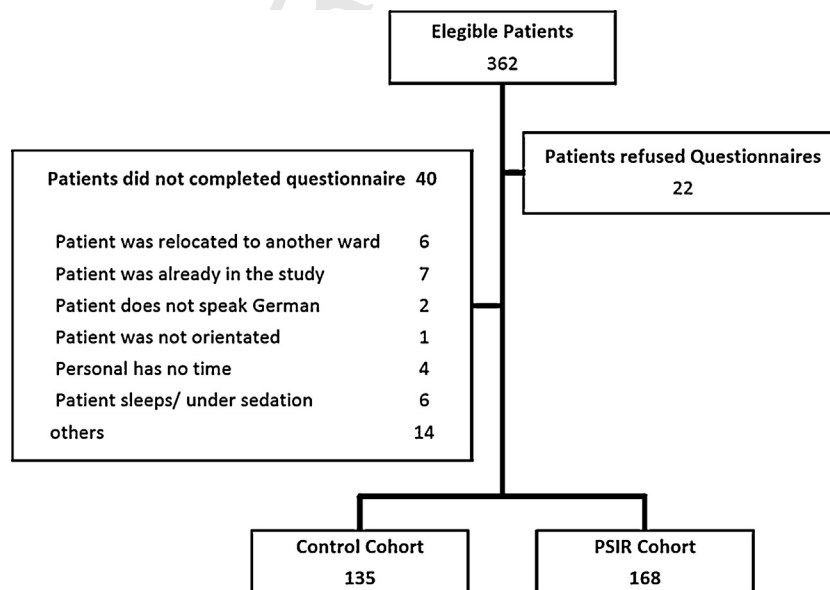 Elegible Patients
362
Patients refused Questionnaires
22
Patients did not completed questionnaire 40
Patient was relocated to another ward 6
Patient was already in the study 7
Patient does not speak German 2
Patient was not orientated 1
Personal has no time 4
Patient sleeps/ under sedation 6
others 14
Control Cohort
135
PSIR Cohort
168